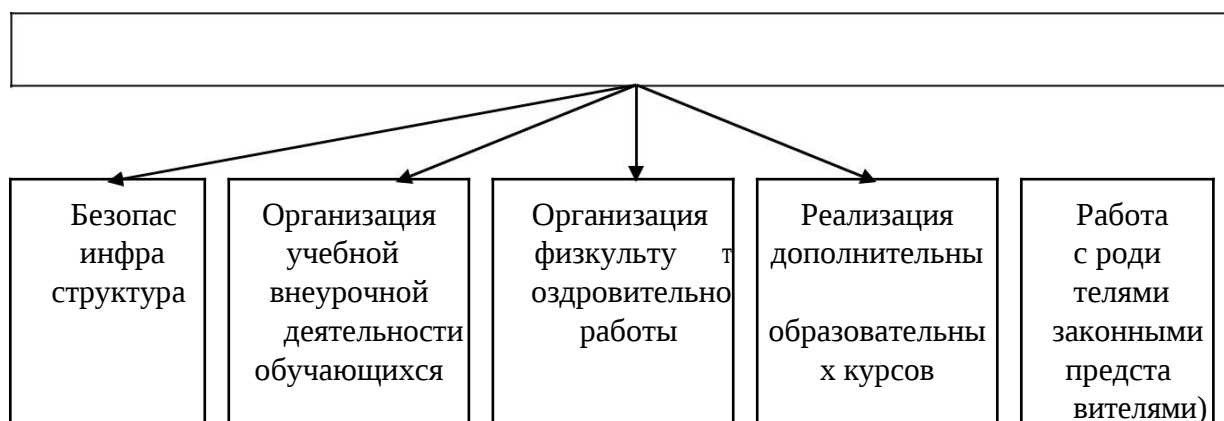 Безопас
инфра
структура
Организация
учебной
внеурочной
деятельности
обучающихся
Организация
физкульту т
оздровительно
работы
Реализация
дополнительны
образовательны
х курсов
Работа
с роди
телями
законными
предста
вителями)